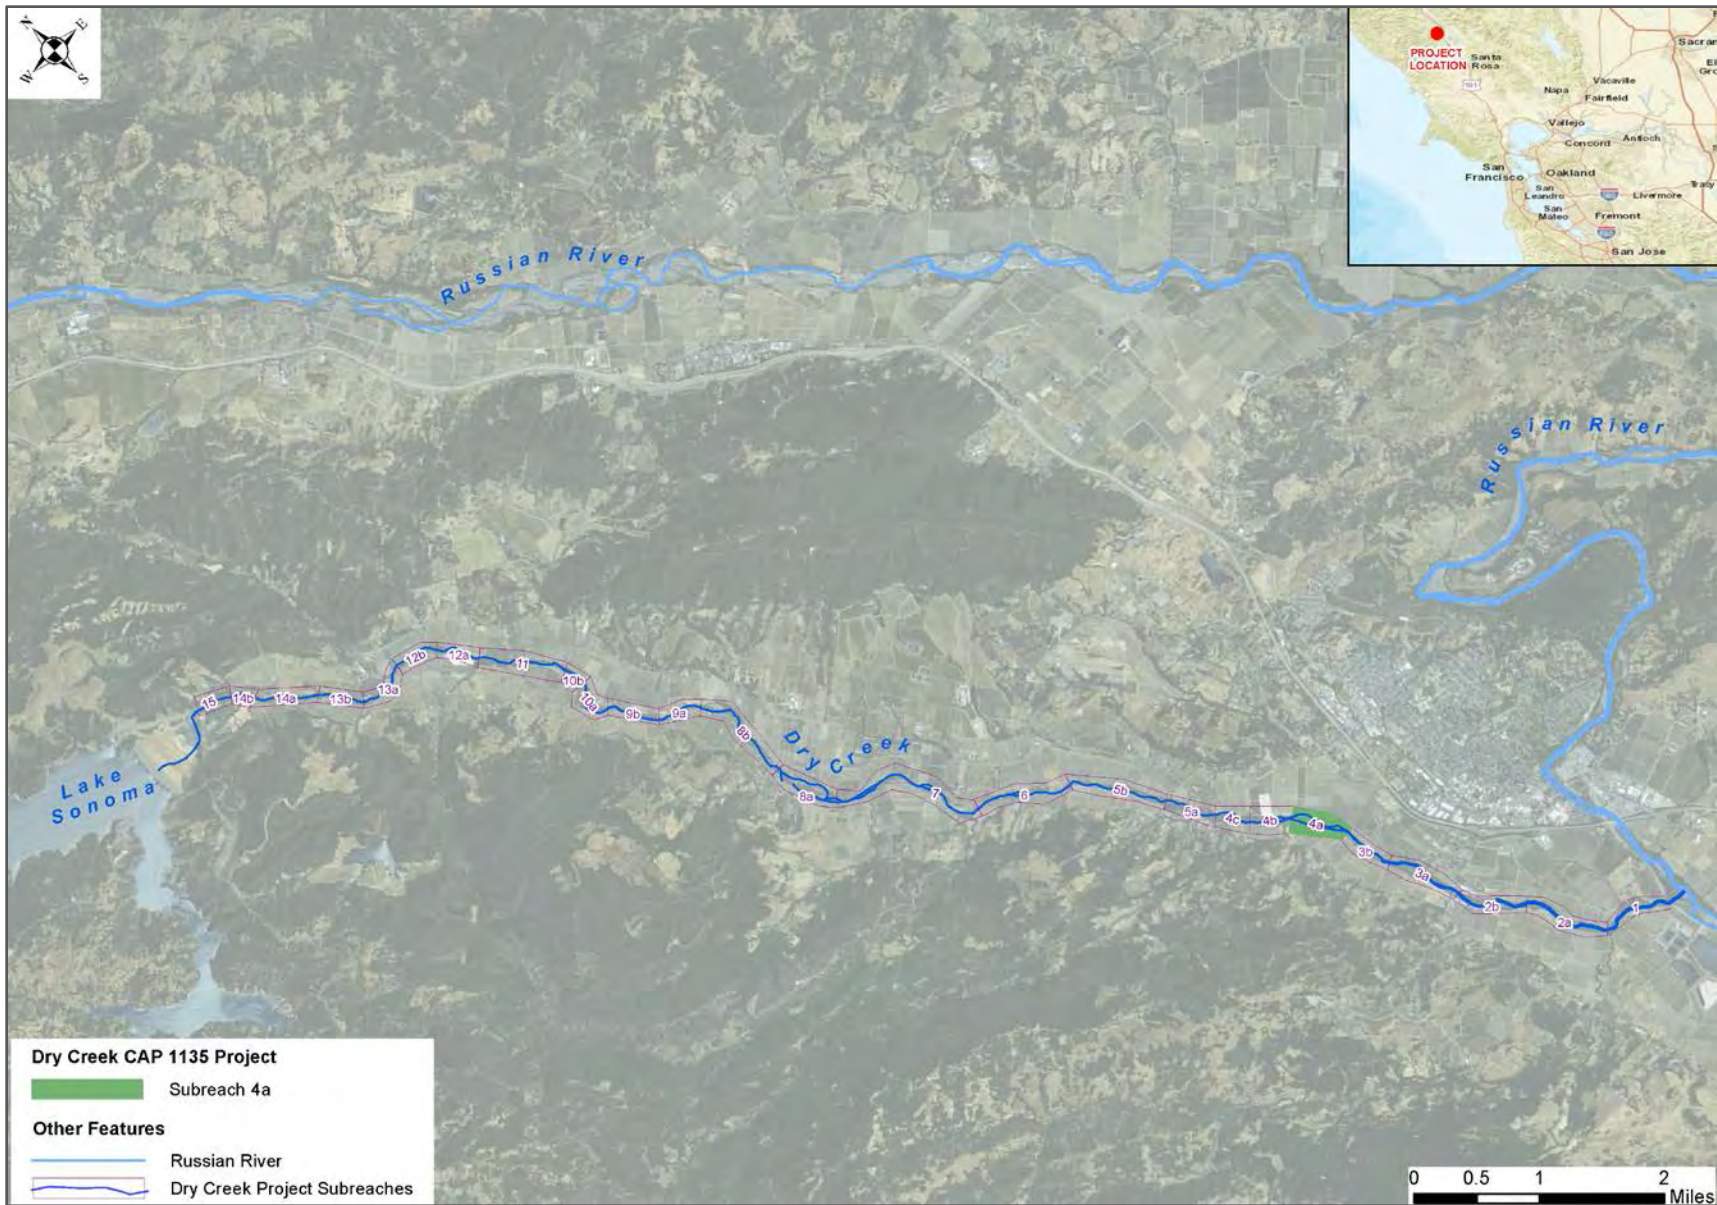 N
E
W
S
PROJECT
LOCATION
Santa
Rosa
101
Vacaville
Napa
Fairfield
Vallejo
Concord
Antioch
San
Francisco
Oakland
San
Leandro
Livermore
Tracy
San
Mateo
Fremont
San Jose
Russian River
Russian River
Dry Creek
Lake
Sonoma
15
14b
14a
13b
13a
12b
12a
11
10b
10a
9b
9a
8b
8a
7
6
5b
5a
4c
4b
4a
3b
3a
2b
2a
1
Dry Creek CAP 1135 Project
Subreach 4a
Other Features
Russian River
Dry Creek Project Subreaches
0 0.5 1 2
Miles